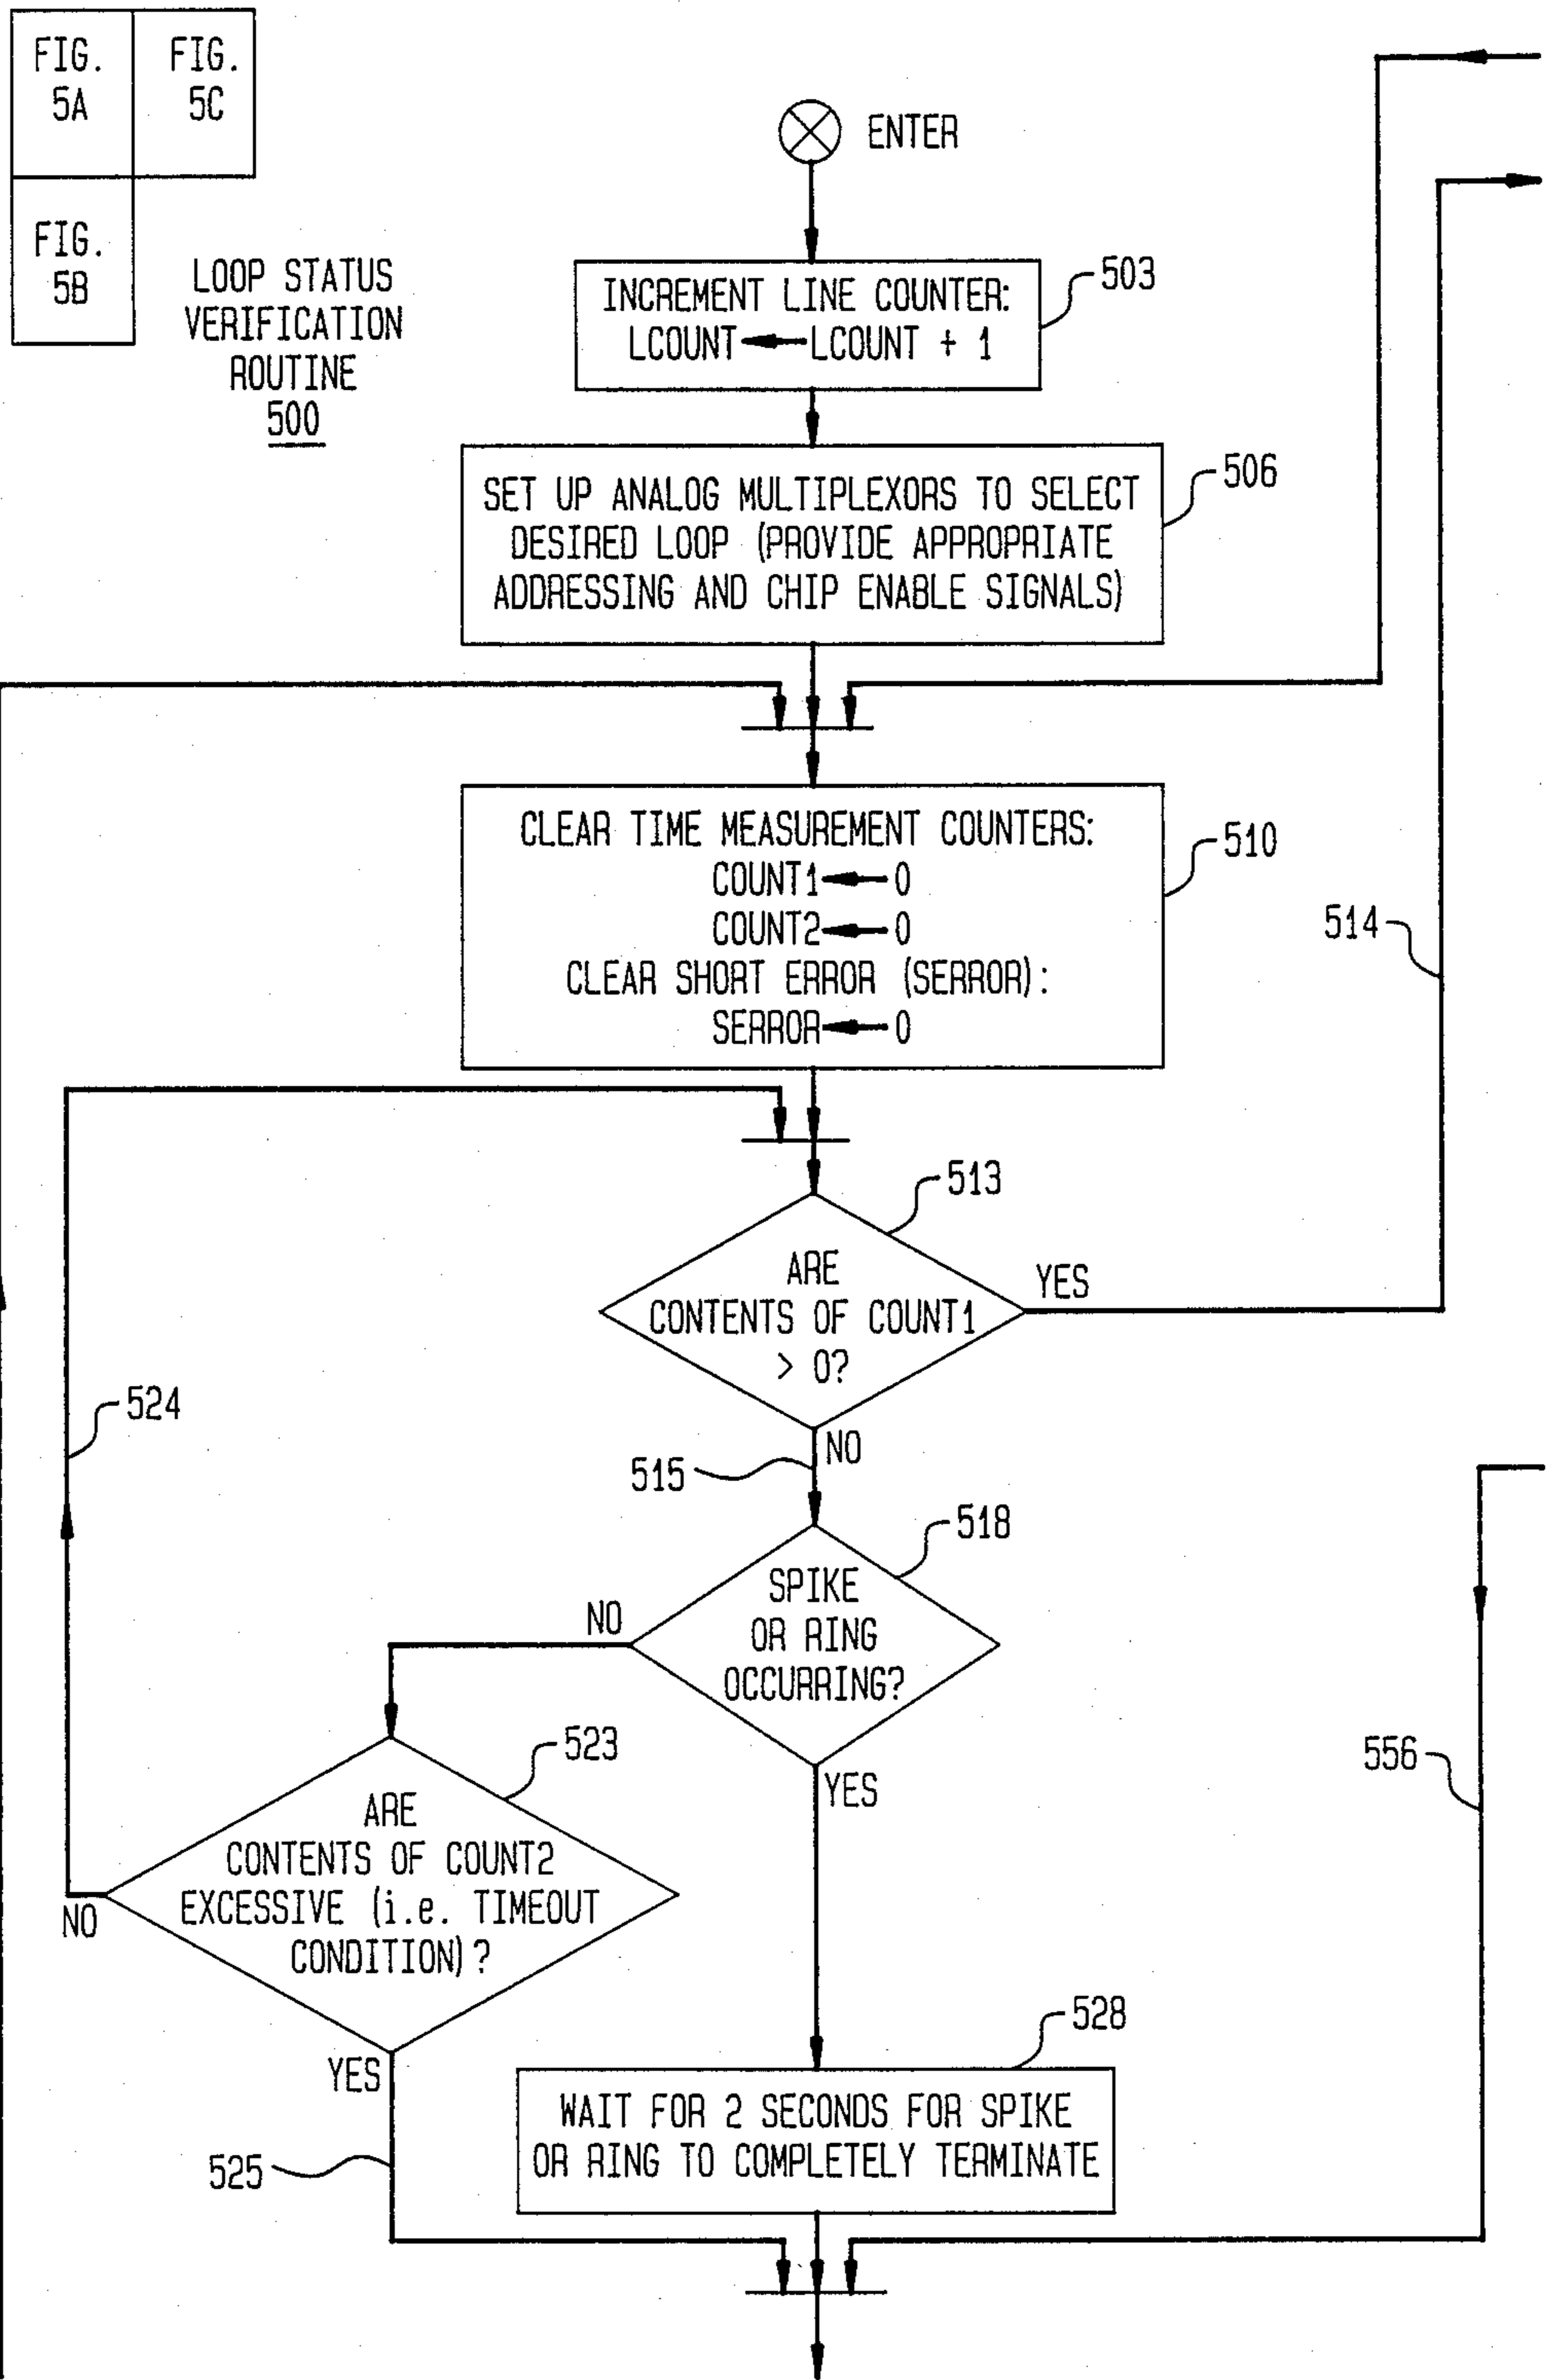 FIG.
5A
FIG.
5C
FIG.
5B
LOOP STATUS
VERIFICATION
ROUTINE
500
ENTER
INCREMENT LINE COUNTER:
LCOUNT ← LCOUNT + 1
503
SET UP ANALOG MULTIPLEXORS TO SELECT
DESIRED LOOP (PROVIDE APPROPRIATE
ADDRESSING AND CHIP ENABLE SIGNALS)
506
CLEAR TIME MEASUREMENT COUNTERS:
COUNT1 ← 0
COUNT2 ← 0
CLEAR SHORT ERROR (SERROR):
SERROR ← 0
510
514
513
ARE
CONTENTS OF COUNT1
> 0?
YES
524
NO
515
518
SPIKE
OR RING
OCCURRING?
NO
YES
523
ARE
CONTENTS OF COUNT2
EXCESSIVE (i.e. TIMEOUT
CONDITION)?
NO
YES
556
525
528
WAIT FOR 2 SECONDS FOR SPIKE
OR RING TO COMPLETELY TERMINATE